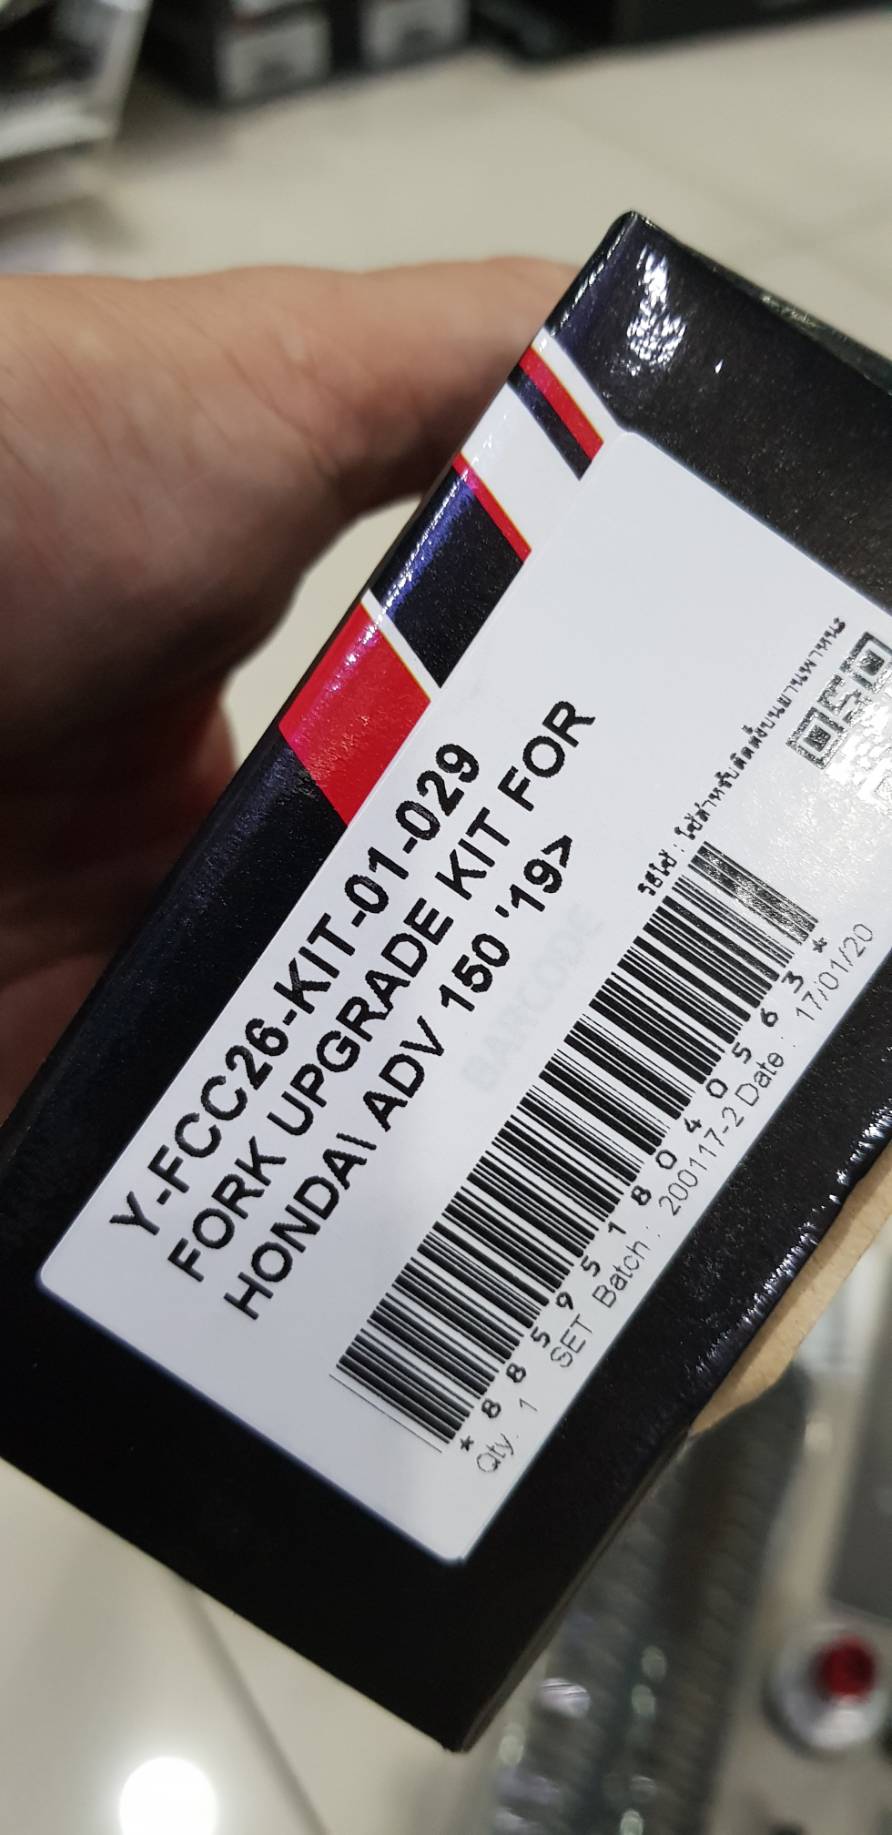 Y-FCC26-KIT-01-029
FORK UPGRADE KIT FOR
HONDA\ ADV 150 '19>
BARCODE
*8859518040563*
Qty. 1 SET Batch : 200117-2 Date : 17/01/20
วิธีใช้ : ใช้สำหรับติดตั้งบนยานพาหนะ